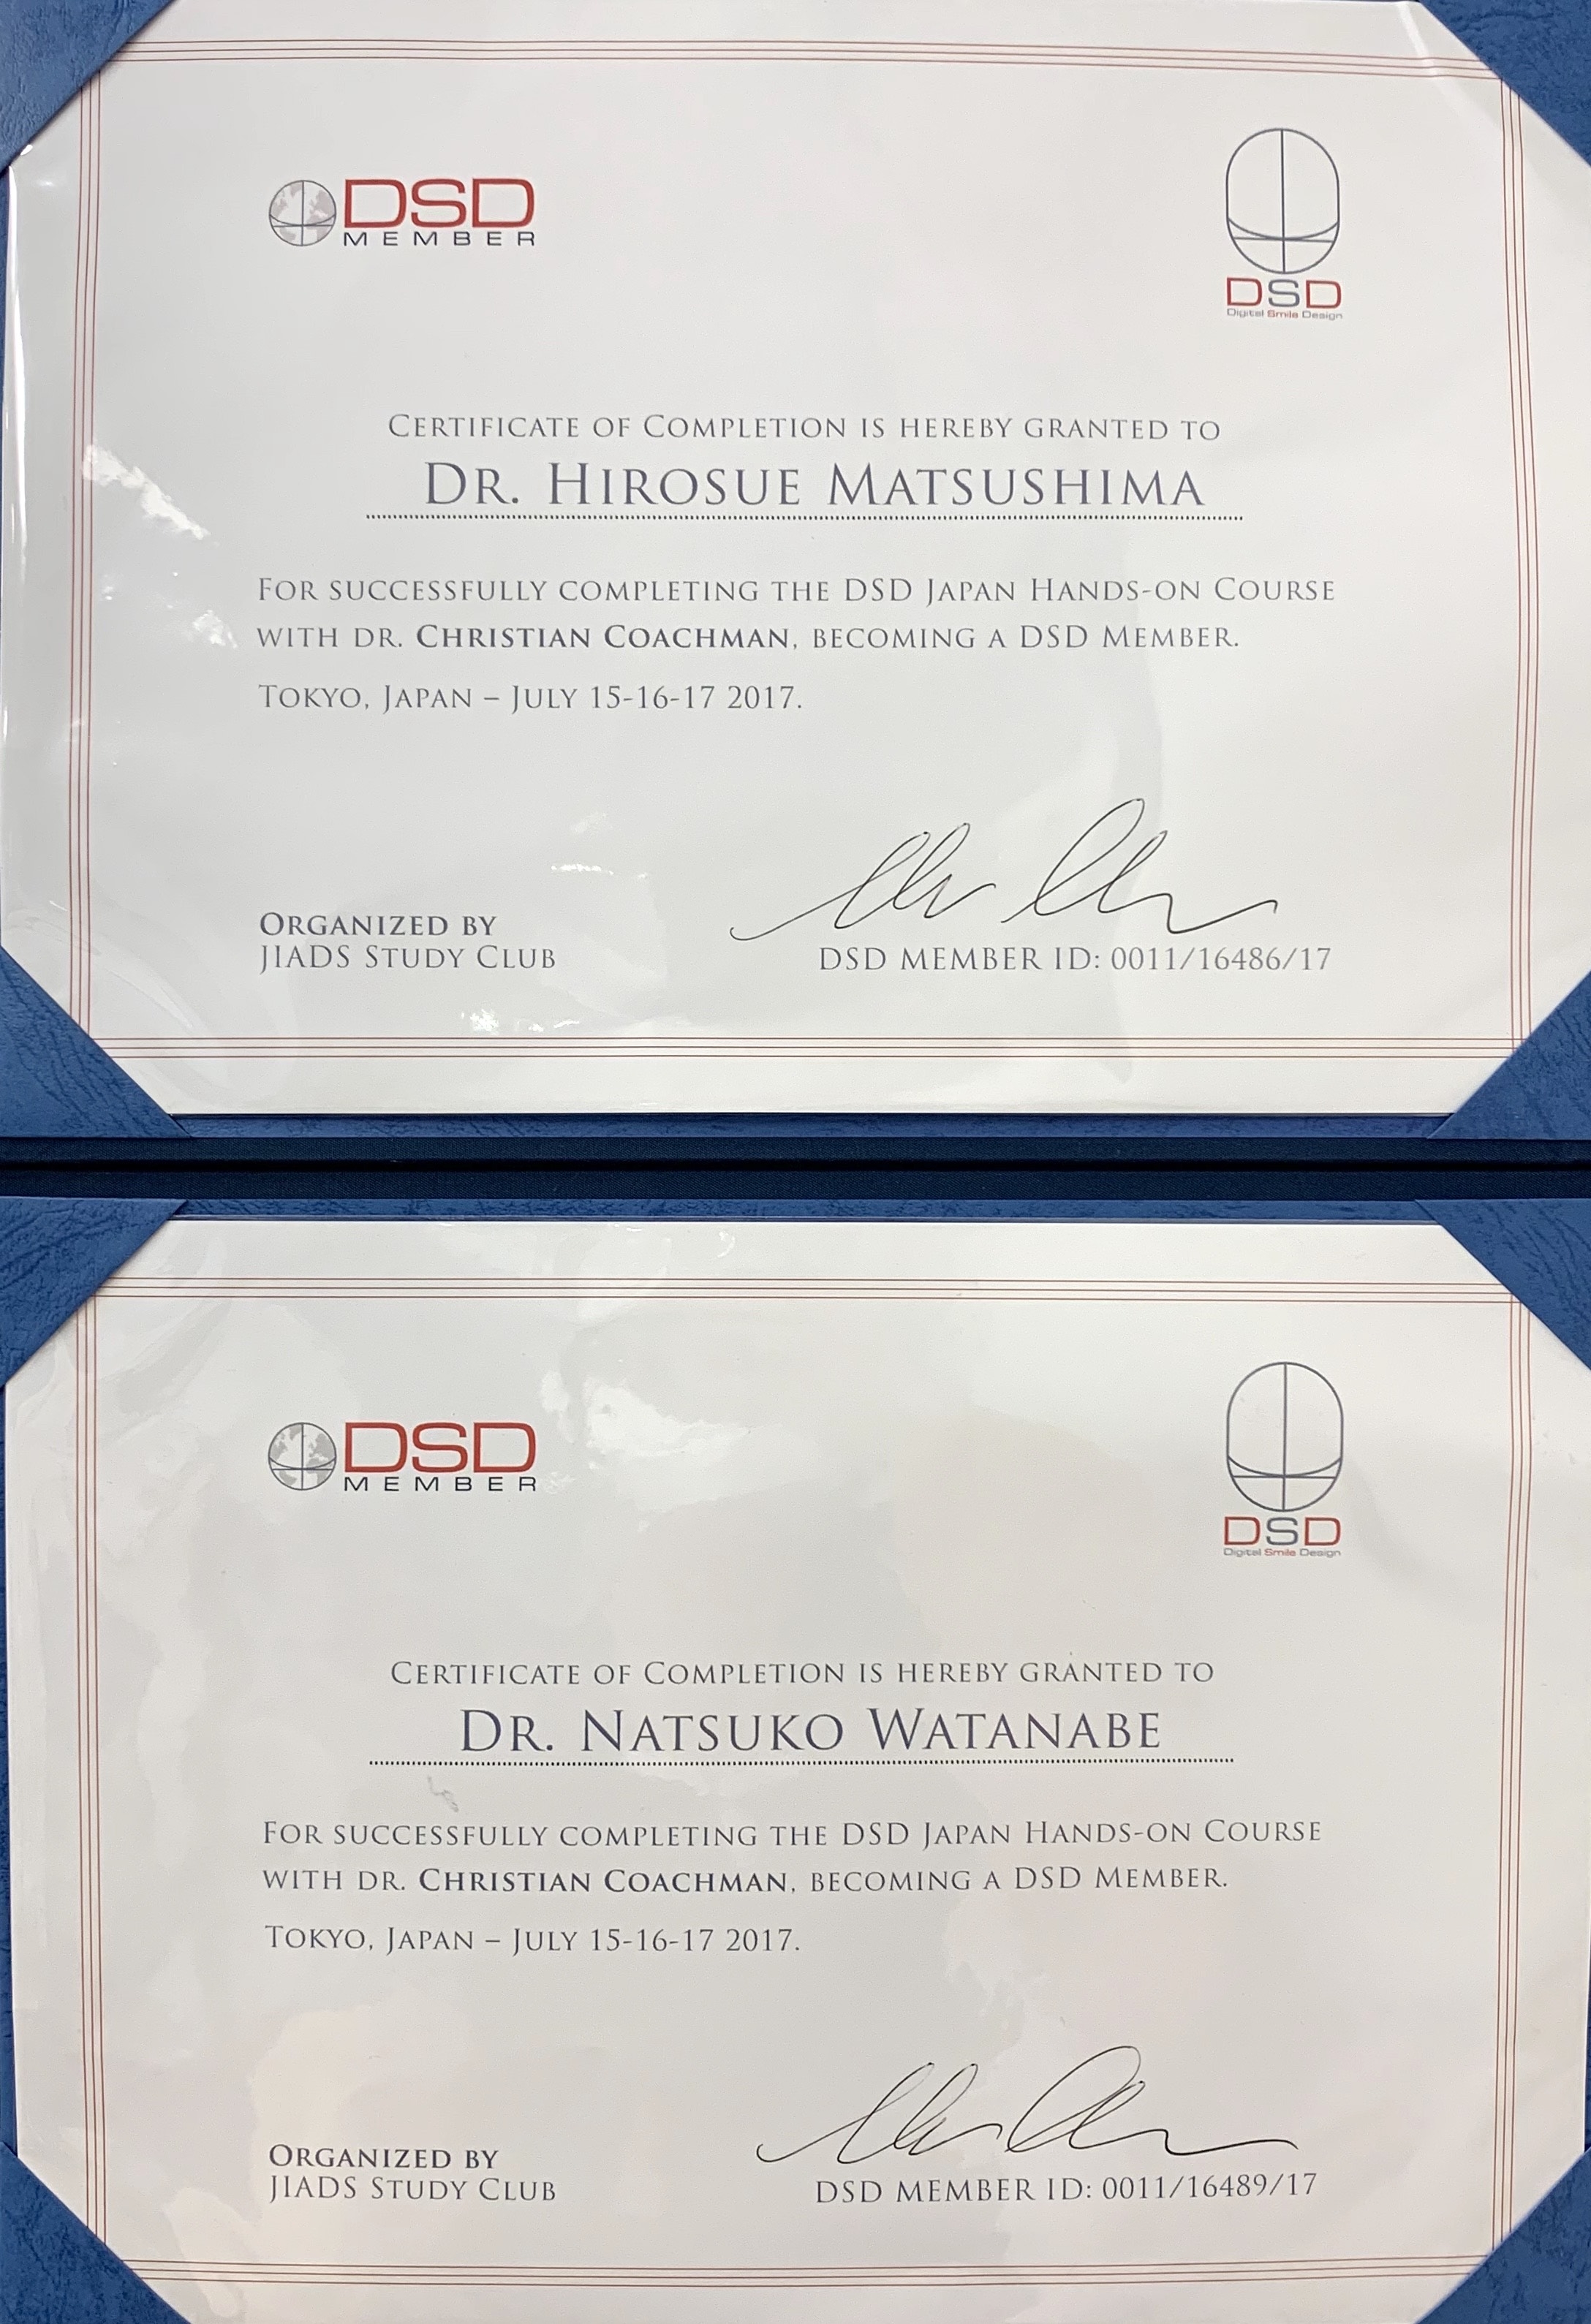 DSD
MEMBER
DSD
Digital Smile Design
CERTIFICATE OF COMPLETION IS HEREBY GRANTED TO
DR. HIROSUE MATSUSHIMA
FOR SUCCESSFULLY COMPLETING THE DSD JAPAN HANDS-ON COURSE
WITH DR. CHRISTIAN COACHMAN, BECOMING A DSD MEMBER.
TOKYO, JAPAN – JULY 15-16-17 2017.
ORGANIZED BY
JIADS STUDY CLUB
DSD MEMBER ID: 0011/16486/17
DSD
MEMBER
DSD
Digital Smile Design
CERTIFICATE OF COMPLETION IS HEREBY GRANTED TO
DR. NATSUKO WATANABE
FOR SUCCESSFULLY COMPLETING THE DSD JAPAN HANDS-ON COURSE
WITH DR. CHRISTIAN COACHMAN, BECOMING A DSD MEMBER.
TOKYO, JAPAN – JULY 15-16-17 2017.
ORGANIZED BY
JIADS STUDY CLUB
DSD MEMBER ID: 0011/16489/17